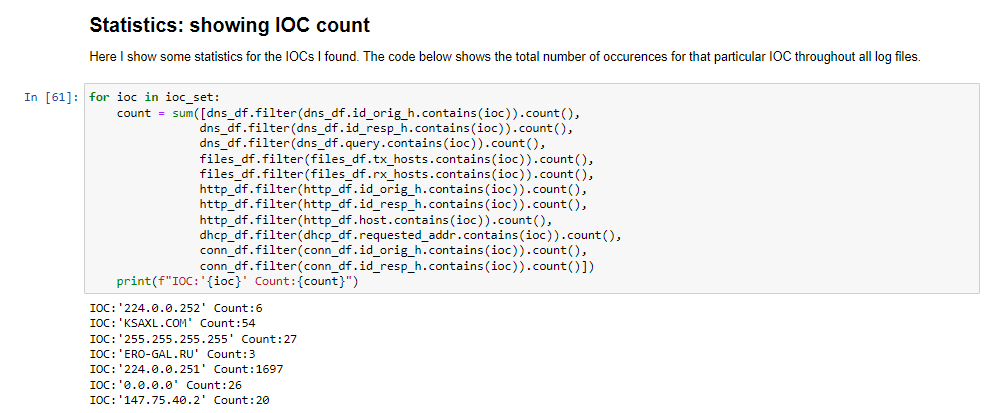 Statistics: showing IOC count
Here I show some statistics for the IOCs I found. The code below shows the total number of occurences for that particular IOC throughout all log files.
In [61]: for ioc in ioc_set:
    count = sum([dns_df.filter(dns_df.id_orig_h.contains(ioc)).count(),
                dns_df.filter(dns_df.id_resp_h.contains(ioc)).count(),
                dns_df.filter(dns_df.query.contains(ioc)).count(),
                files_df.filter(files_df.tx_hosts.contains(ioc)).count(),
                files_df.filter(files_df.rx_hosts.contains(ioc)).count(),
                http_df.filter(http_df.id_orig_h.contains(ioc)).count(),
                http_df.filter(http_df.id_resp_h.contains(ioc)).count(),
                http_df.filter(http_df.host.contains(ioc)).count(),
                dhcp_df.filter(dhcp_df.requested_addr.contains(ioc)).count(),
                conn_df.filter(conn_df.id_orig_h.contains(ioc)).count(),
                conn_df.filter(conn_df.id_resp_h.contains(ioc)).count()])
    print(f"IOC:'{ioc}' Count:{count}")
IOC:'224.0.0.252' Count:6
IOC:'KSAXL.COM' Count:54
IOC:'255.255.255.255' Count:27
IOC:'ERO-GAL.RU' Count:3
IOC:'224.0.0.251' Count:1697
IOC:'0.0.0.0' Count:26
IOC:'147.75.40.2' Count:20